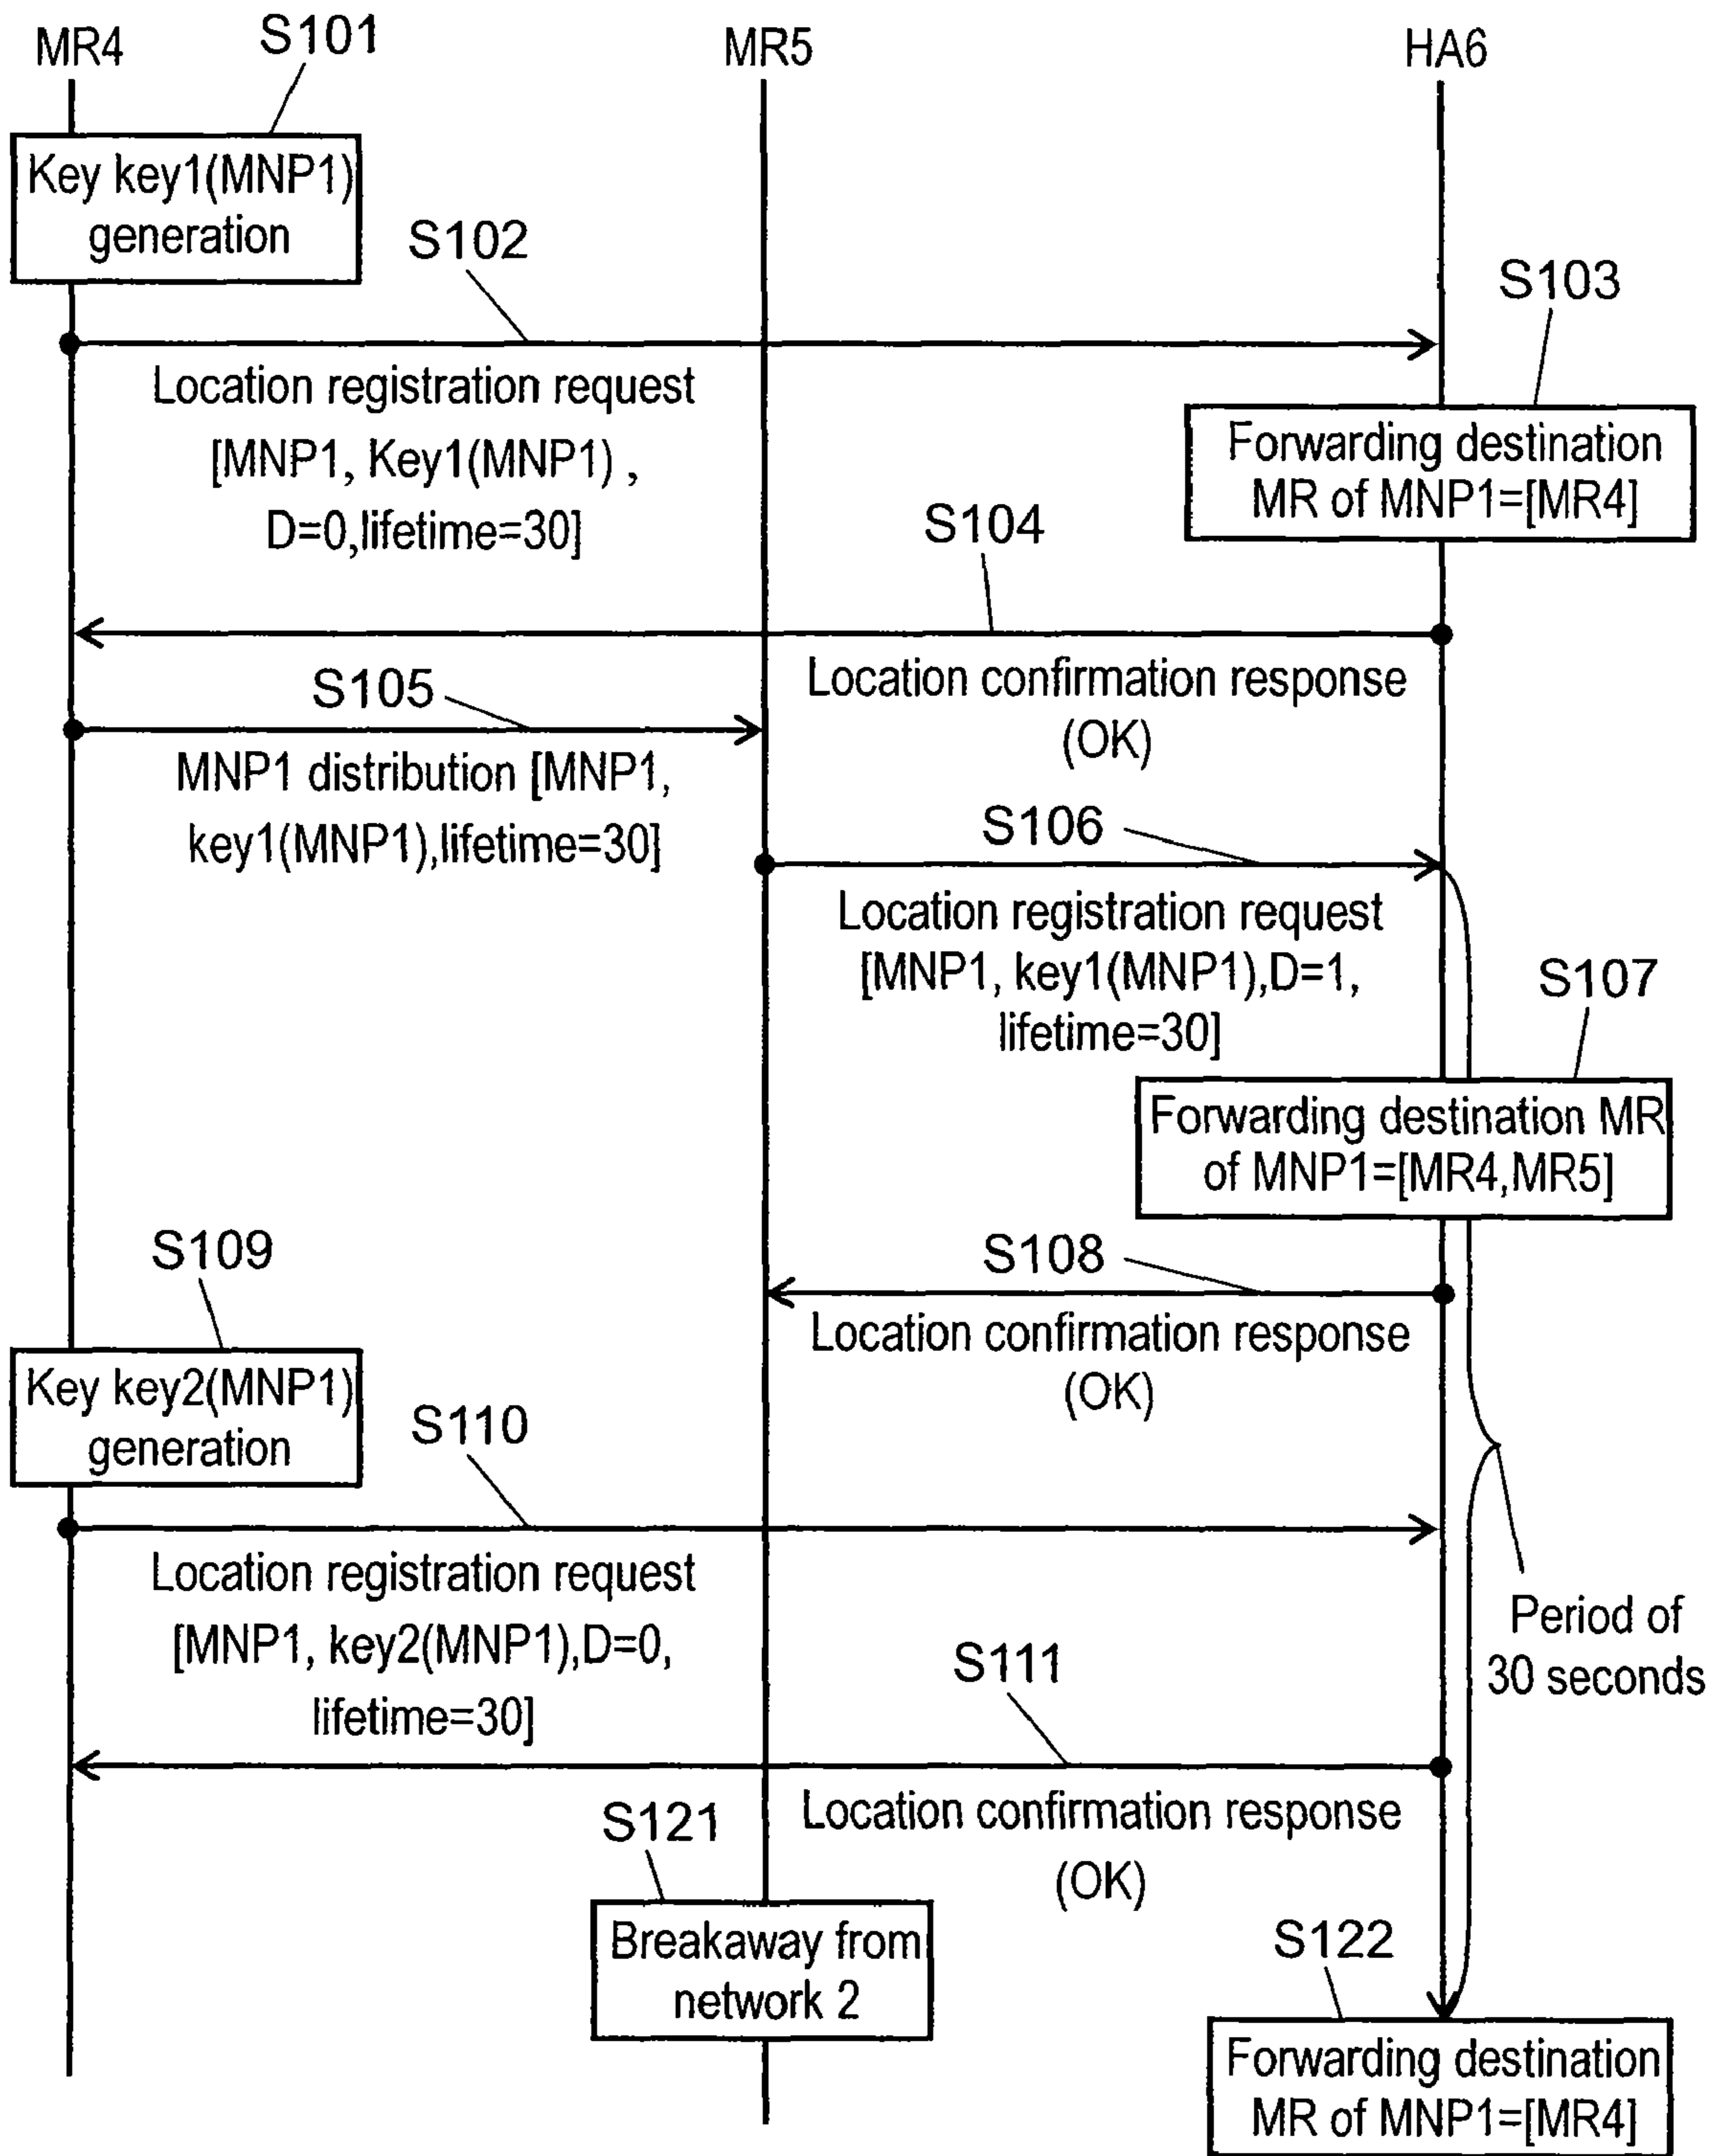 MR4
S101
MR5
HA6
Key key1(MNP1)
generation
S102
S103
Location registration request
[MNP1, Key1(MNP1) ,
D=0,lifetime=30]
Forwarding destination
MR of MNP1=[MR4]
S104
Location confirmation response
(OK)
S105
MNP1 distribution [MNP1,
key1(MNP1),lifetime=30]
S106
Location registration request
[MNP1, key1(MNP1),D=1,
lifetime=30]
S107
Forwarding destination MR
of MNP1=[MR4,MR5]
S108
Location confirmation response
(OK)
S109
Key key2(MNP1)
generation
S110
Location registration request
[MNP1, key2(MNP1),D=0,
lifetime=30]
Period of
30 seconds
S111
Location confirmation response
(OK)
S121
Breakaway from
network 2
S122
Forwarding destination
MR of MNP1=[MR4]